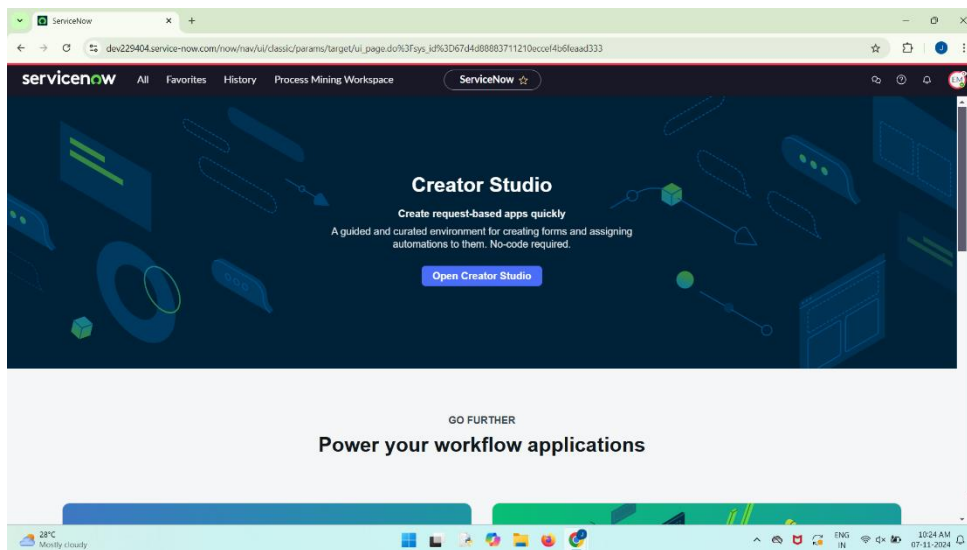 ServiceNow
dev229404.service-now.com/now/nav/ui/classic/params/target/ui_page.do%3Fsys_id%3D67d4d88883711210eccef4b6feaad333
J
servicenow All Favorites History Process Mining Workspace ServiceNow EM
Creator Studio
Create request-based apps quickly
A guided and curated environment for creating forms and assigning
automations to them. No-code required.
Open Creator Studio
GO FURTHER
Power your workflow applications
28°C
Mostly cloudy
ENG
IN
10:24 AM
07-11-2024